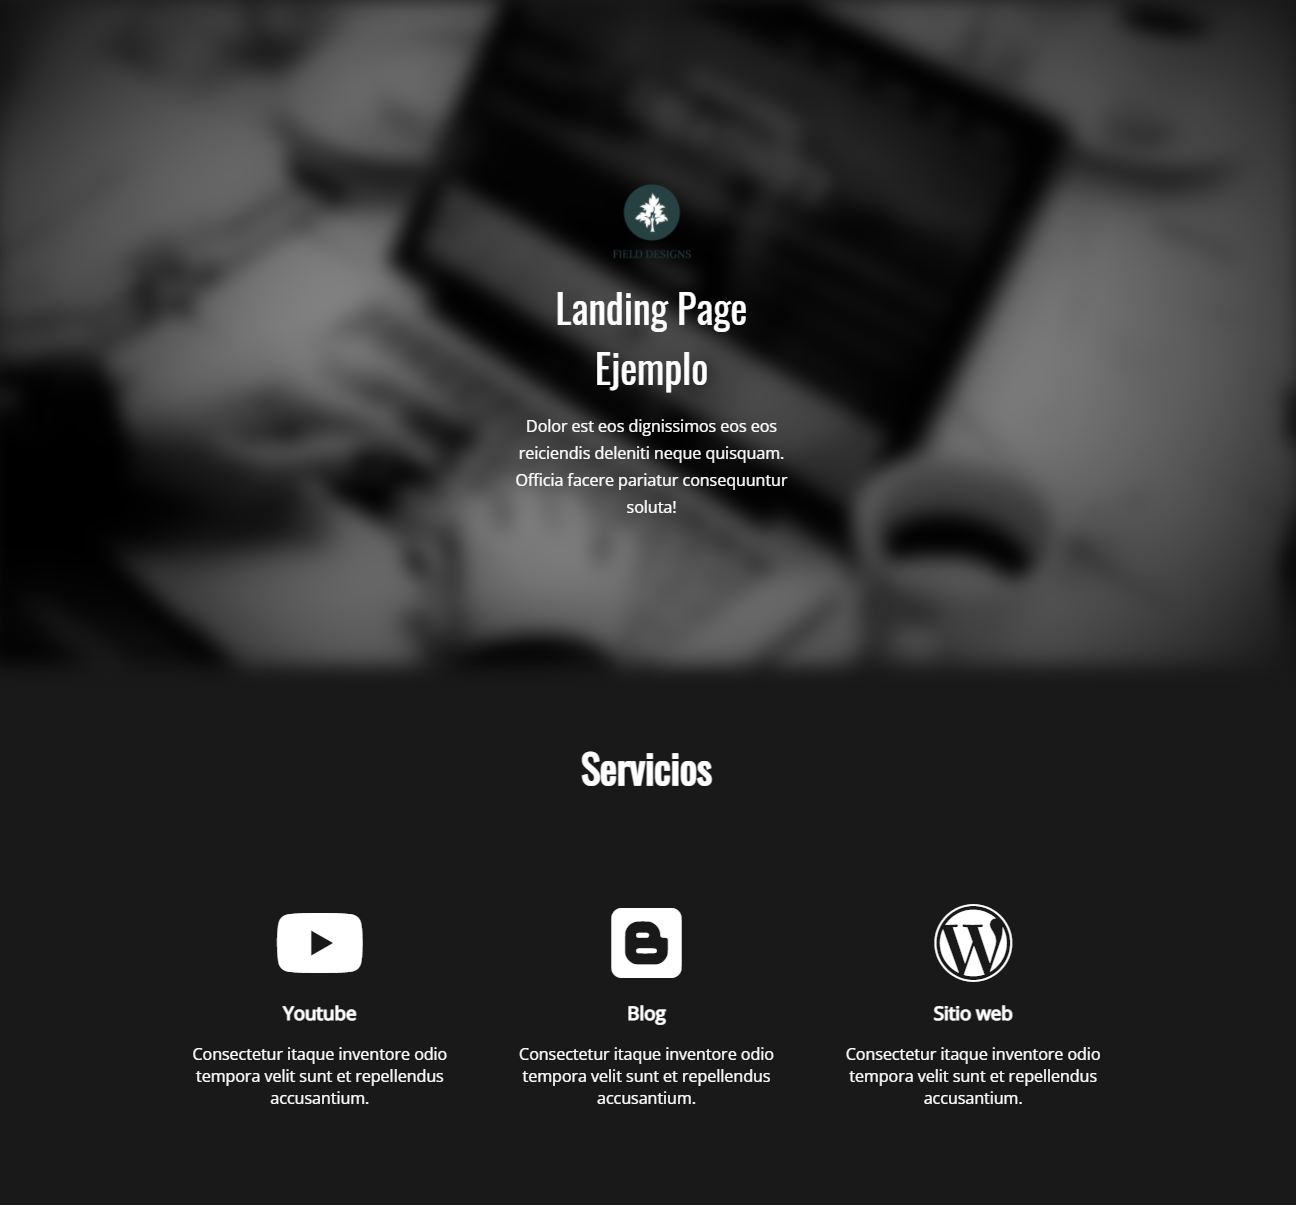 FIELD DESIGNS
Landing Page
Ejemplo
Dolor est eos dignissimos eos eos
reiciendis deleniti neque quisquam.
Officia facere pariatur consequuntur
soluta!
Servicios
Youtube
Consectetur itaque inventore odio
tempora velit sunt et repellendus
accusantium.
Blog
Consectetur itaque inventore odio
tempora velit sunt et repellendus
accusantium.
Sitio web
Consectetur itaque inventore odio
tempora velit sunt et repellendus
accusantium.